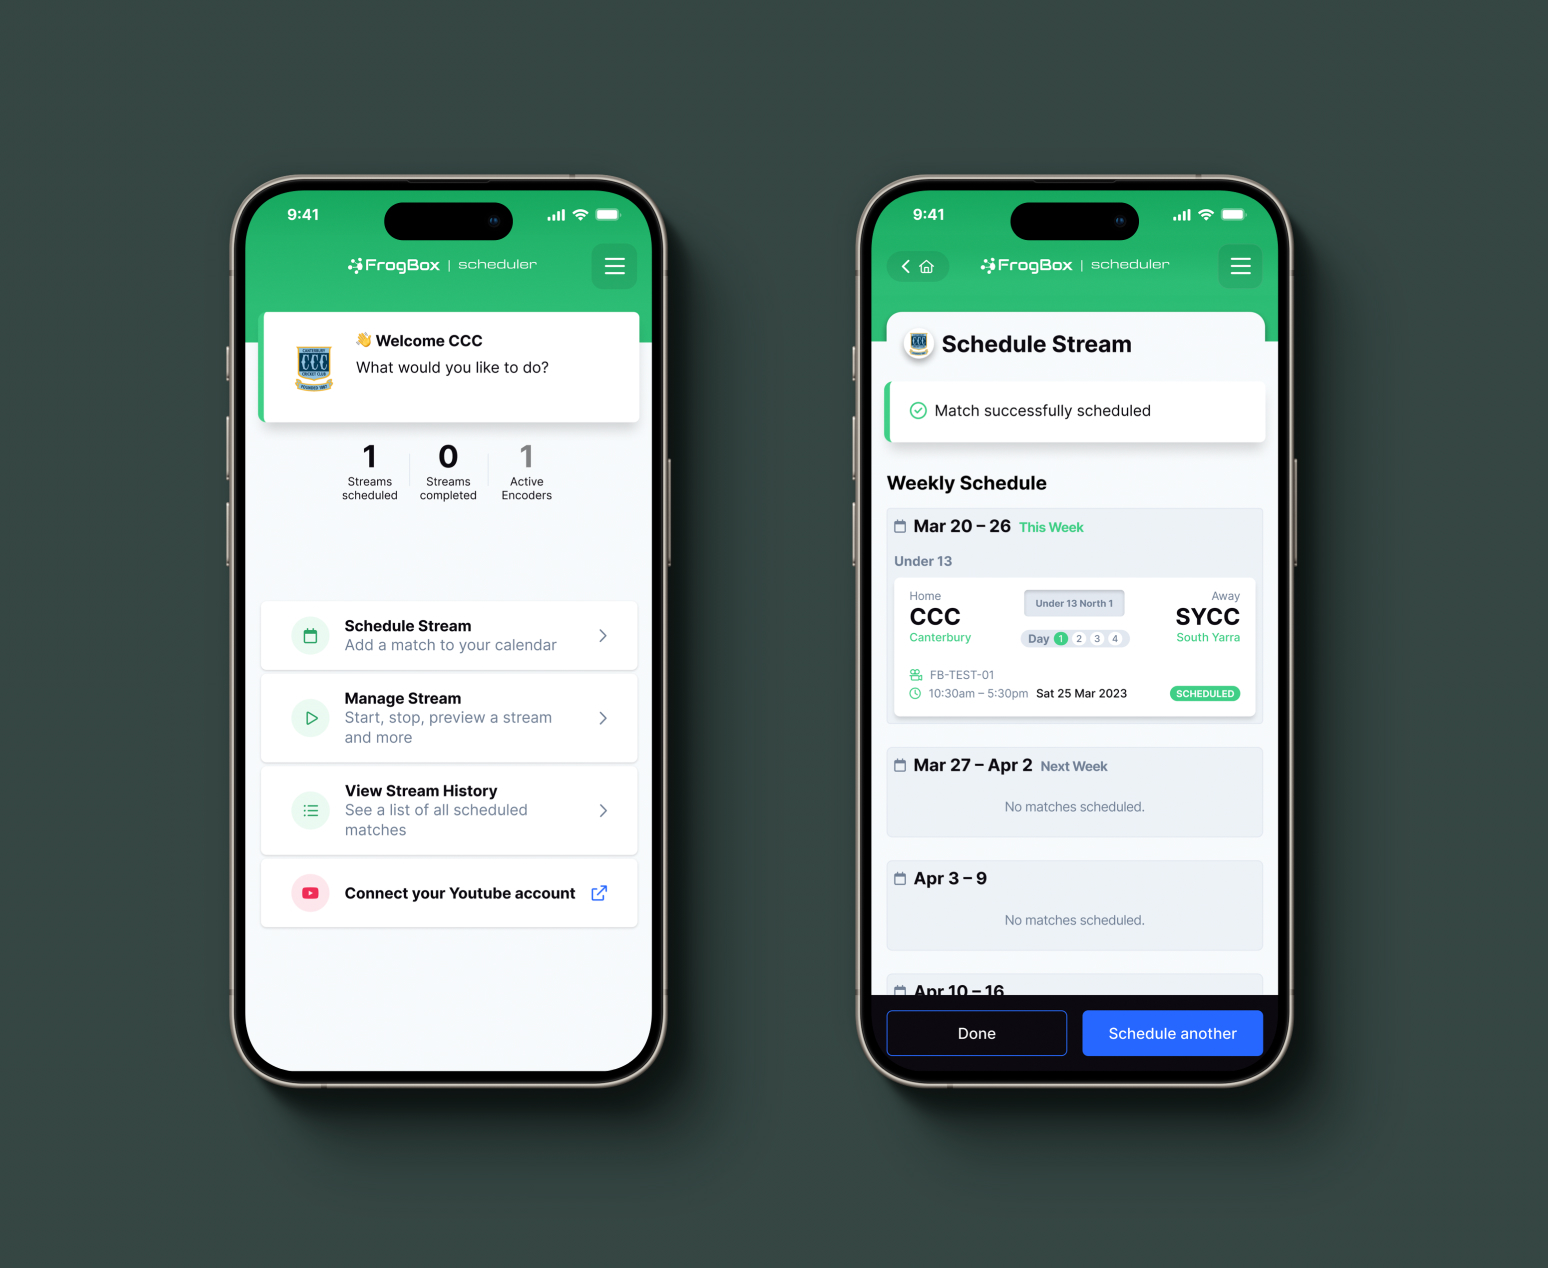 9:41
FrogBox | scheduler
CANTERBURY
CCC
CRICKET CLUB
👋 Welcome CCC
What would you like to do?
1 0 1
Streams scheduled
Streams completed
Active Encoders
Schedule Stream
Add a match to your calendar
Manage Stream
Start, stop, preview a stream
and more
View Stream History
See a list of all scheduled
matches
Connect your Youtube account
9:41
FrogBox | scheduler
Schedule Stream
Match successfully scheduled
Weekly Schedule
Mar 20 – 26 This Week
Under 13
Home Under 13 North 1 Away
CCC SYCC
Canterbury Day 1 2 3 4 South Yarra
FB-TEST-01
10:30am – 5:30pm Sat 25 Mar 2023 SCHEDULED
Mar 27 – Apr 2 Next Week
No matches scheduled.
Apr 3 – 9
No matches scheduled.
Apr 10 – 16
Done Schedule another